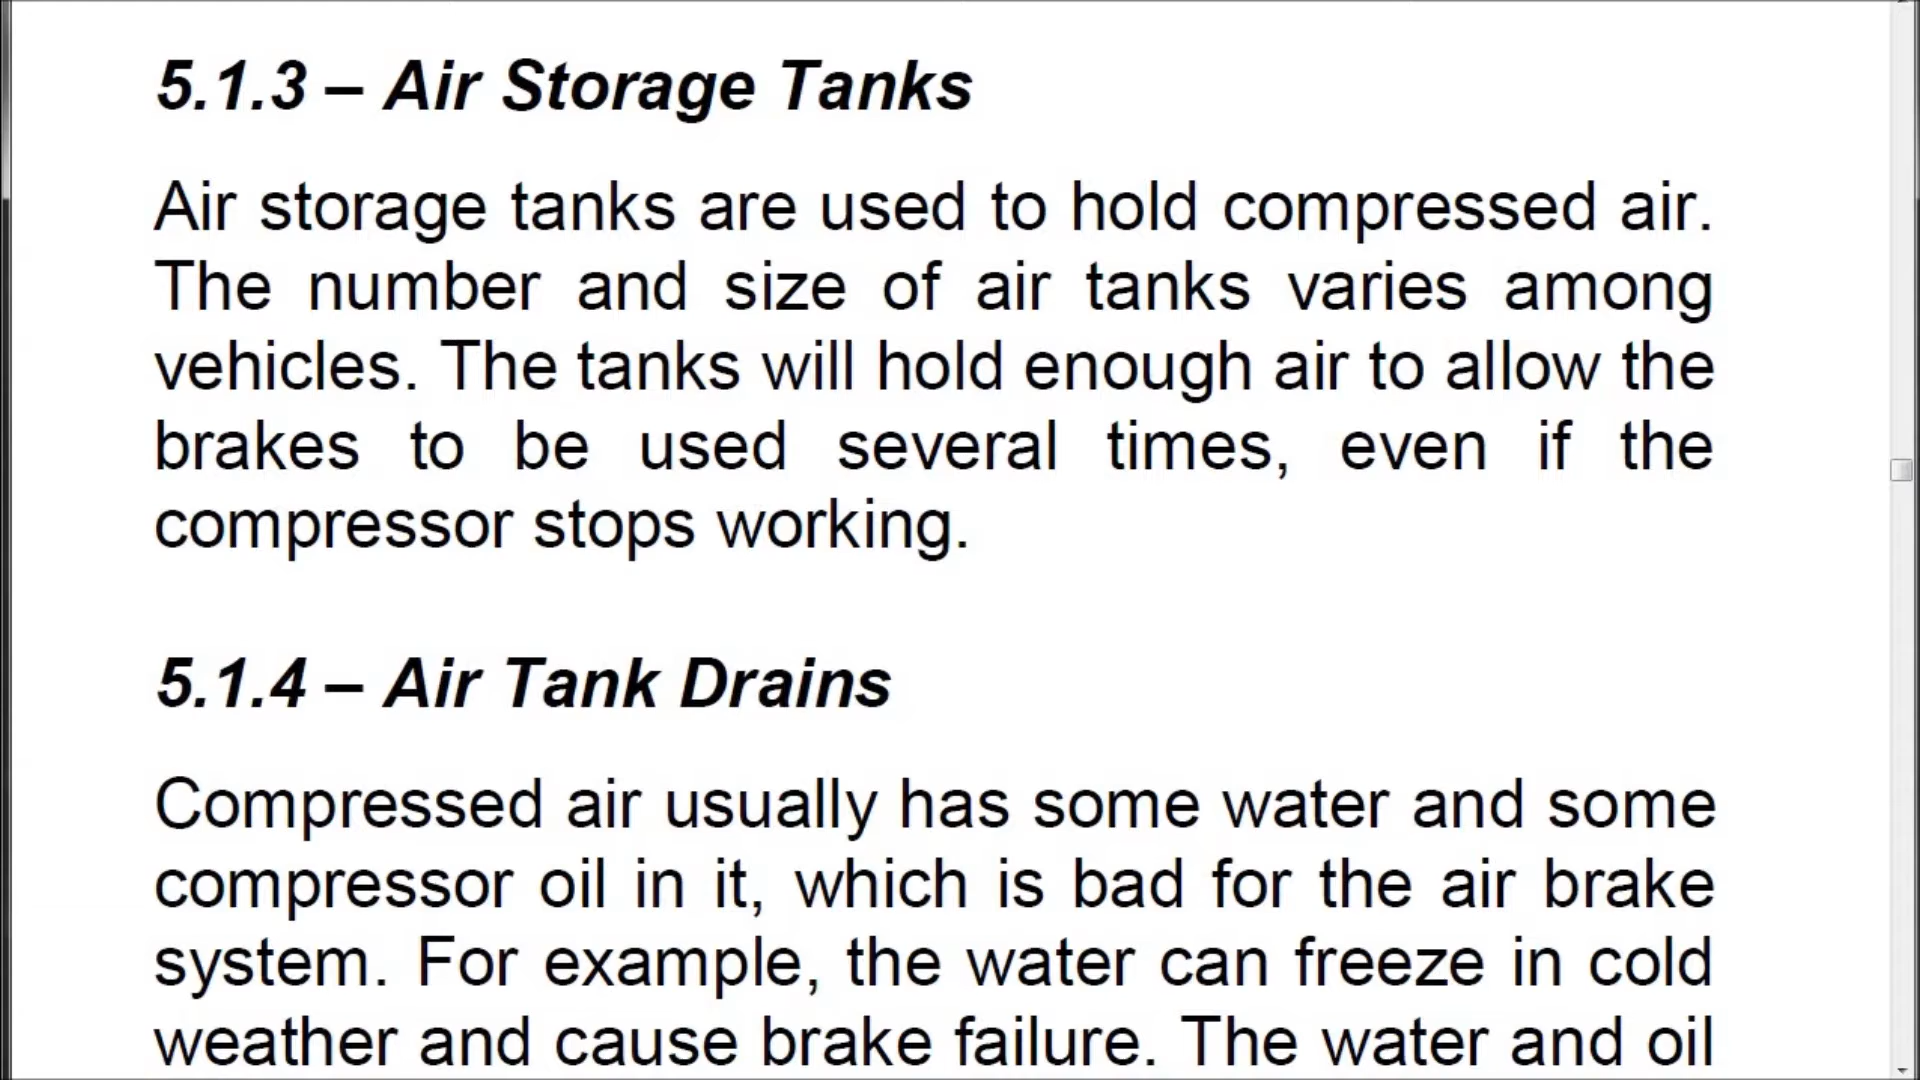 5.1.3 – Air Storage Tanks
Air storage tanks are used to hold compressed air.
The number and size of air tanks varies among
vehicles. The tanks will hold enough air to allow the
brakes to be used several times, even if the
compressor stops working.
5.1.4 – Air Tank Drains
Compressed air usually has some water and some
compressor oil in it, which is bad for the air brake
system. For example, the water can freeze in cold
weather and cause brake failure. The water and oil